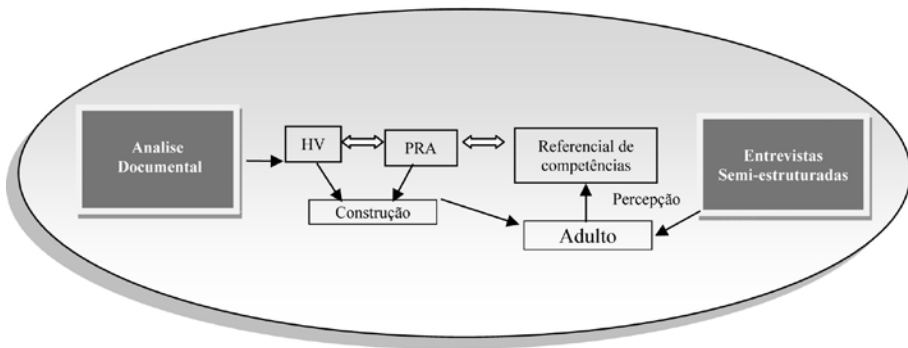 Analise
Documental
HV
PRA
Referencial de
competências
Entrevistas
Semi-estruturadas
Construção
Percepção
Adulto